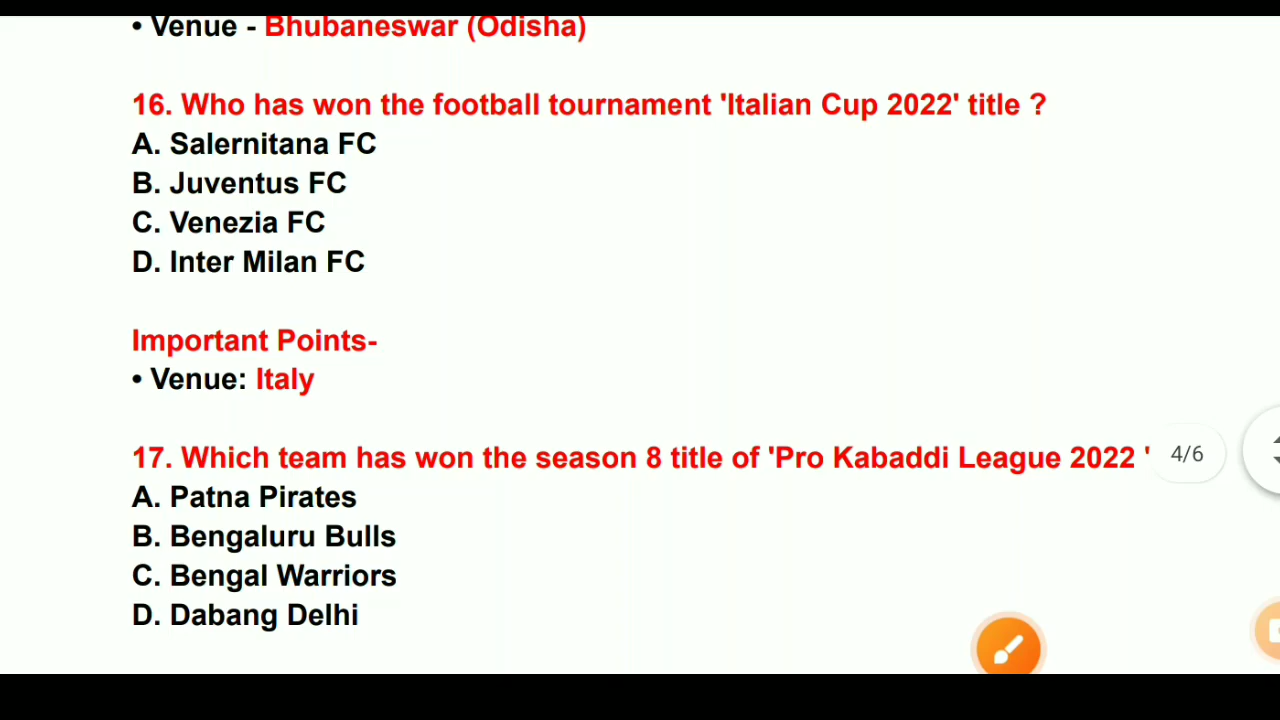 • Venue - Bhubaneswar (Odisha)
16. Who has won the football tournament 'Italian Cup 2022' title ?
A. Salernitana FC
B. Juventus FC
C. Venezia FC
D. Inter Milan FC
Important Points-
• Venue: Italy
17. Which team has won the season 8 title of 'Pro Kabaddi League 2022 '
4/6
A. Patna Pirates
B. Bengaluru Bulls
C. Bengal Warriors
D. Dabang Delhi